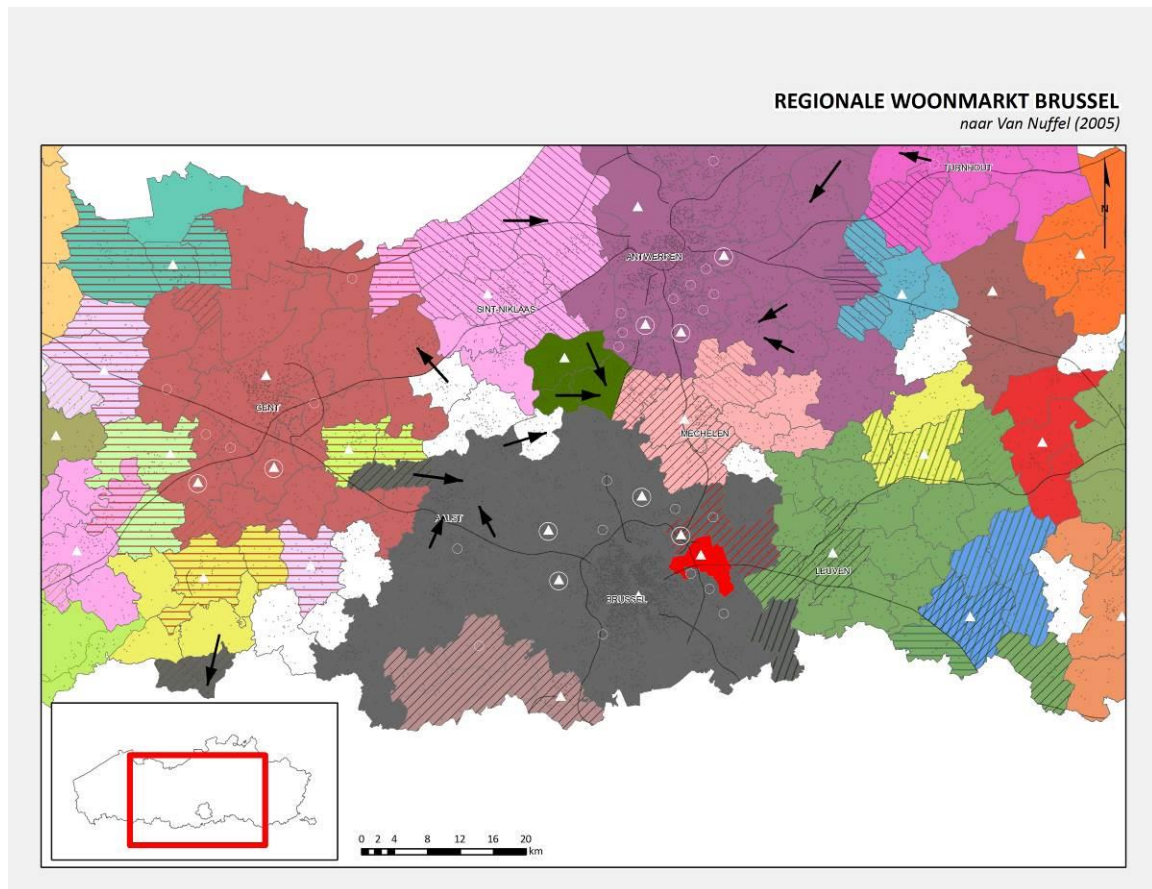 REGIONALE WOONMARKT BRUSSEL
naar Van Nuffel (2005)
TURNHOUT
N
ANTWERPEN
SINT-NIKLAAS
GENT
MECHELEN
AALST
LEUVEN
BRUSSEL
0 2 4 8 12 16 20
km